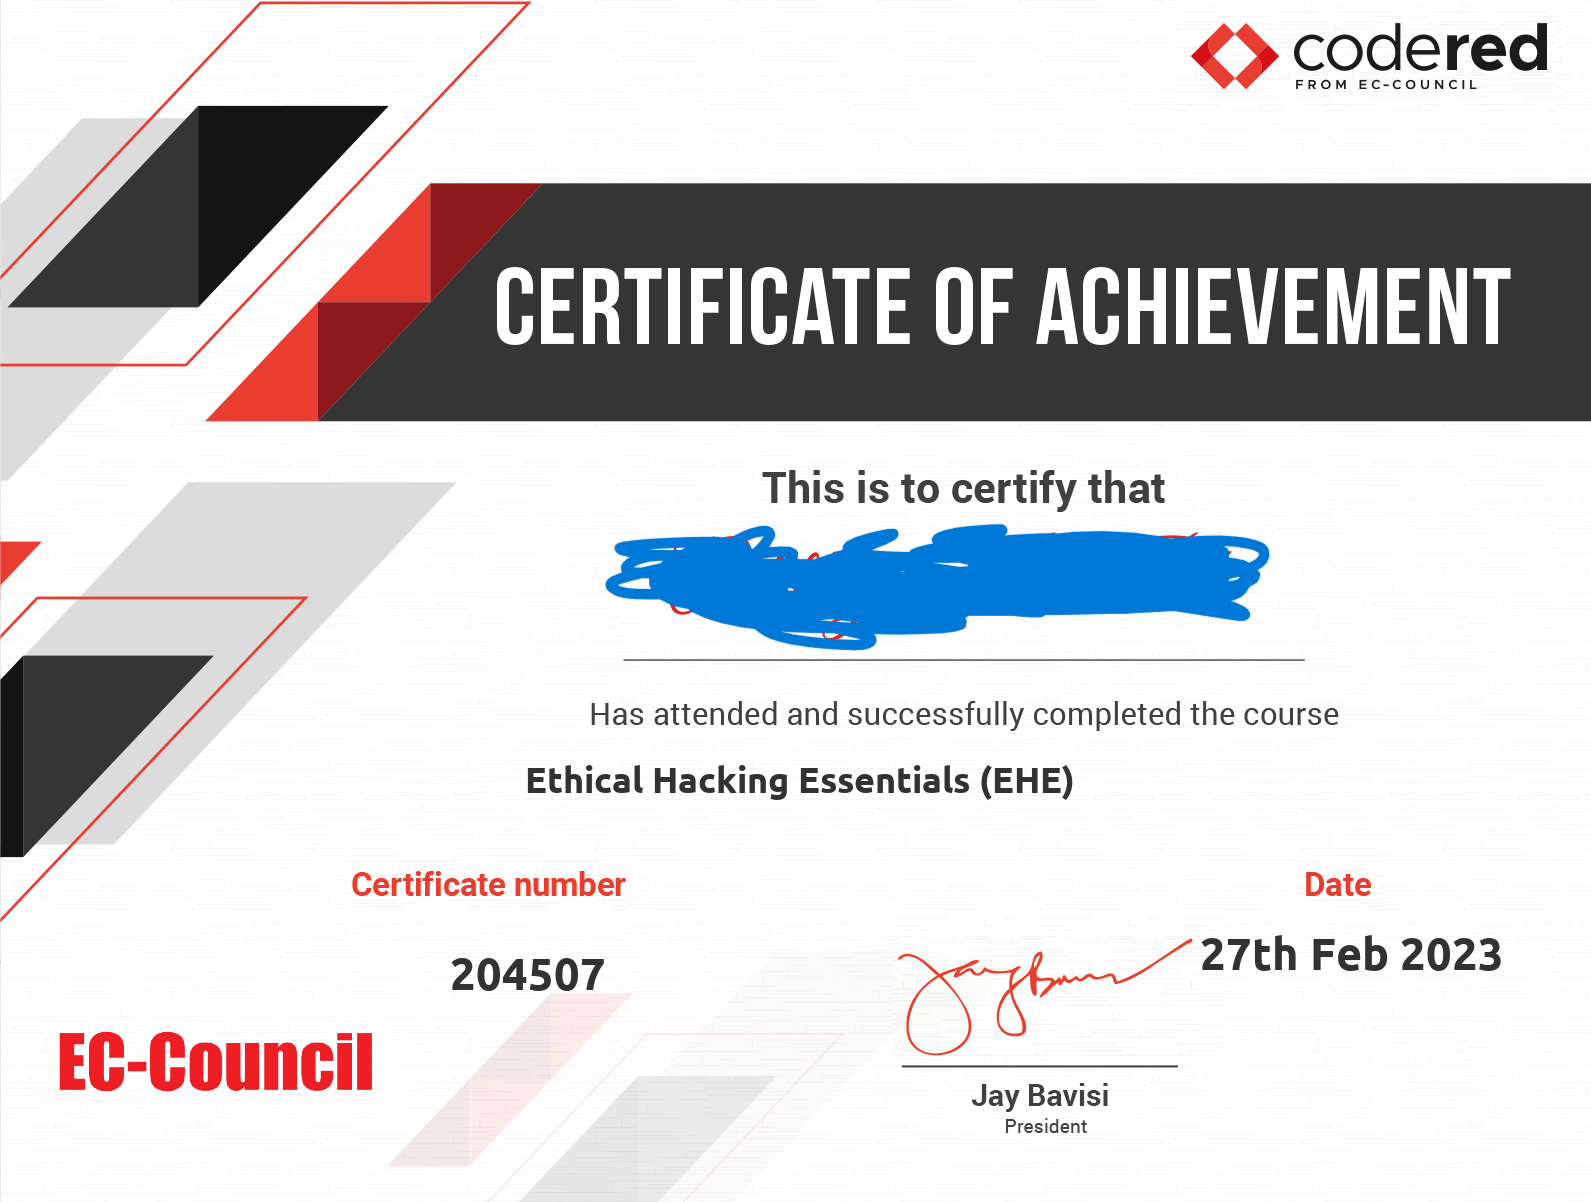 codered
FROM EC-COUNCIL
CERTIFICATE OF ACHIEVEMENT
This is to certify that
Has attended and successfully completed the course
Ethical Hacking Essentials (EHE)
Certificate number
Date
204507
27th Feb 2023
EC-Council
Jay Bavisi
President